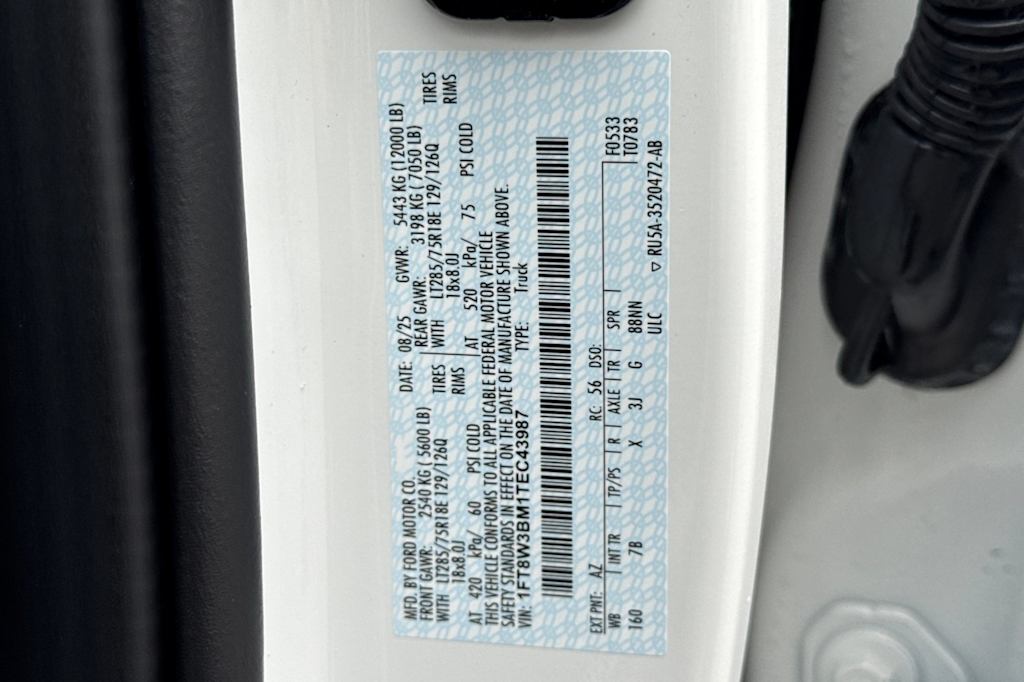 MFD. BY FORD MOTOR CO.
DATE: 08/25 GVWR: 5443 KG (12000 LB)
FRONT GAWR: 2540 KG ( 5600 LB)
REAR GAWR: 3198 KG ( 7050 LB)
WITH LT285/75R18E 129/126Q TIRES
WITH LT285/75R18E 129/126Q TIRES
18x8.0J RIMS
18x8.0J RIMS
AT 420 kPa/ 60 PSI COLD
AT 520 kPa/ 75 PSI COLD
THIS VEHICLE CONFORMS TO ALL APPLICABLE FEDERAL MOTOR VEHICLE
SAFETY STANDARDS IN EFFECT ON THE DATE OF MANUFACTURE SHOWN ABOVE.
VIN: 1FT8W3BM1TEC43987 TYPE: Truck
EXT PNT: AZ RC: 56 DSO: F0533
WB INT TR TP/PS R AXLE TR SPR T0783
160 7B X 3J G 88NN
ULC ▽ RU5A-3520472-AB